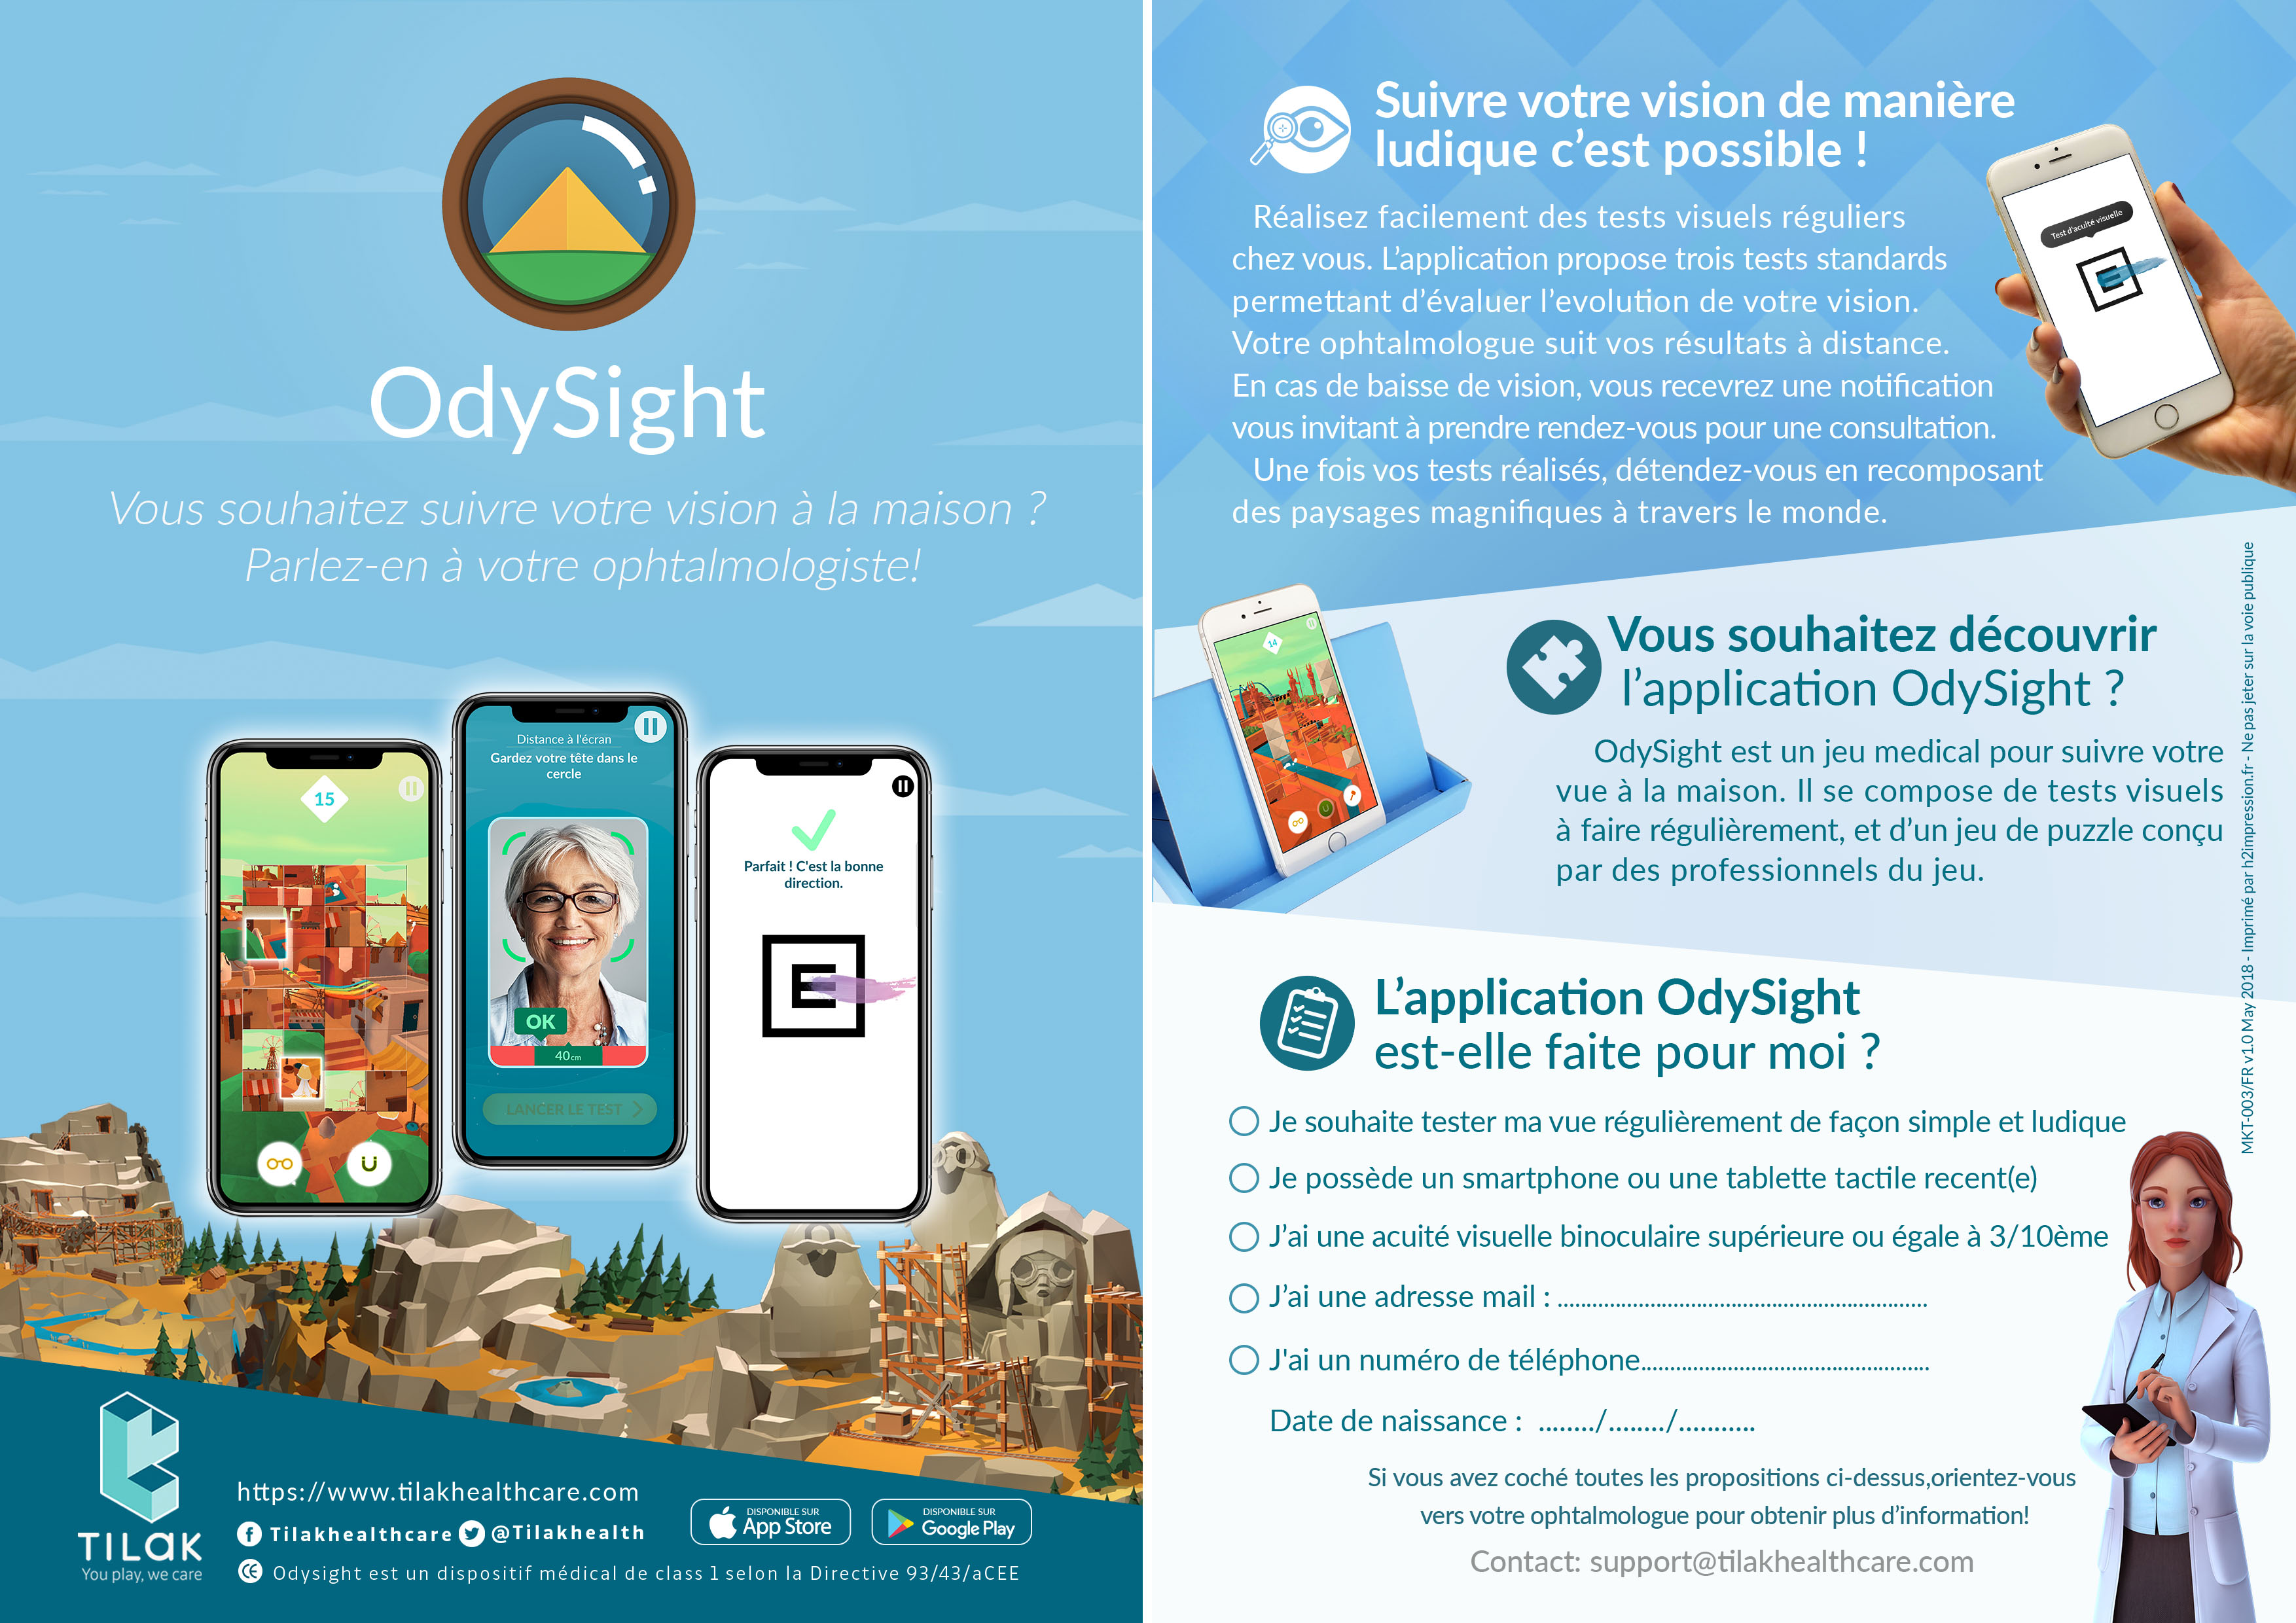 OdySight
Vous souhaitez suivre votre vision à la maison ?
Parlez-en à votre ophtalmologiste!
15
Distance à l'écran
Gardez votre tête dans le
cercle
OK
40cm
LANCER LE TEST
Parfait ! C'est la bonne
direction.
E
TILAK
You play, we care
https://www.tilakhealthcare.com
Tilakhealthcare @Tilakhealth
DISPONIBLE SUR
App Store
DISPONIBLE SUR
Google Play
CE Odysight est un dispositif médical de class 1 selon la Directive 93/43/aCEE
Suivre votre vision de manière
ludique c’est possible !
Réalisez facilement des tests visuels réguliers
chez vous. L’application propose trois tests standards
permettant d’évaluer l’evolution de votre vision.
Votre ophtalmologue suit vos résultats à distance.
En cas de baisse de vision, vous recevrez une notification
vous invitant à prendre rendez-vous pour une consultation.
Une fois vos tests réalisés, détendez-vous en recomposant
des paysages magnifiques à travers le monde.
Test d'acuité visuelle
E
14
Vous souhaitez découvrir
l’application OdySight ?
OdySight est un jeu medical pour suivre votre
vue à la maison. Il se compose de tests visuels
à faire régulièrement, et d’un jeu de puzzle conçu
par des professionnels du jeu.
L’application OdySight
est-elle faite pour moi ?
Je souhaite tester ma vue régulièrement de façon simple et ludique
Je possède un smartphone ou une tablette tactile recent(e)
J’ai une acuité visuelle binoculaire supérieure ou égale à 3/10ème
J’ai une adresse mail : ................................................................
J'ai un numéro de téléphone..................................................
Date de naissance : ......../......../...........
Si vous avez coché toutes les propositions ci-dessus,orientez-vous
vers votre ophtalmologue pour obtenir plus d’information!
Contact: support@tilakhealthcare.com
MKT-003/FR v1.0 May 2018 - Imprimé par h2impression.fr - Ne pas jeter sur la voie publique